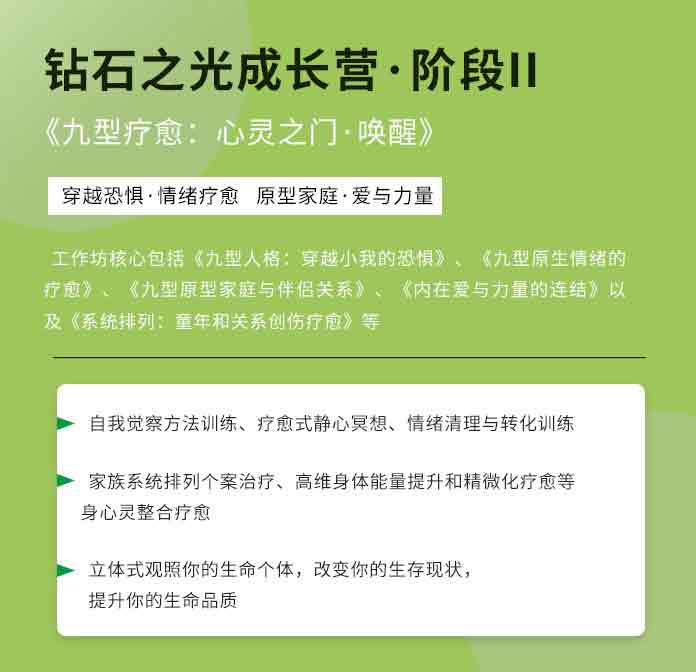 钻石之光成长营·阶段II
《九型疗愈：心灵之门·唤醒》
穿越恐惧·情绪疗愈 原型家庭·爱与力量
工作坊核心包括《九型人格：穿越小我的恐惧》、《九型原生情绪的
疗愈》、《九型原型家庭与伴侣关系》、《内在爱与力量的连结》以
及《系统排列：童年和关系创伤疗愈》等
自我觉察方法训练、疗愈式静心冥想、情绪清理与转化训练
家族系统排列个案治疗、高维身体能量提升和精微化疗愈等
身心灵整合疗愈
立体式观照你的生命个体，改变你的生存现状，
提升你的生命品质